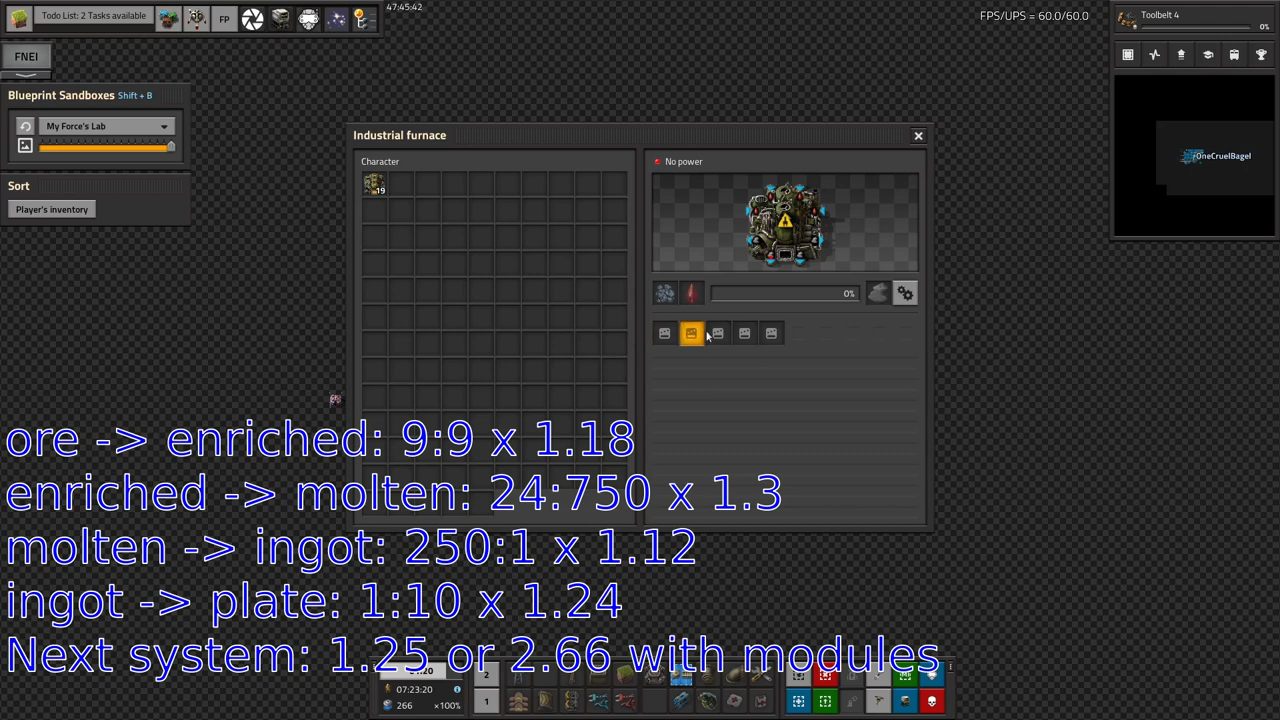 Todo List: 2 Tasks available
FP
47:45:42
FPS/UPS = 60.0/60.0
Toolbelt 4
0%
FNEI
Blueprint Sandboxes Shift + B
My Force's Lab
Sort
Player's inventory
Industrial furnace
Character
19
No power
0%
OneCruelBagel
ore -> enriched: 9:9 x 1.18
enriched -> molten: 24:750 x 1.3
molten -> ingot: 250:1 x 1.12
ingot -> plate: 1:10 x 1.24
Next system: 1.25 or 2.66 with modules
07:23:20
266 ×100%
2
1